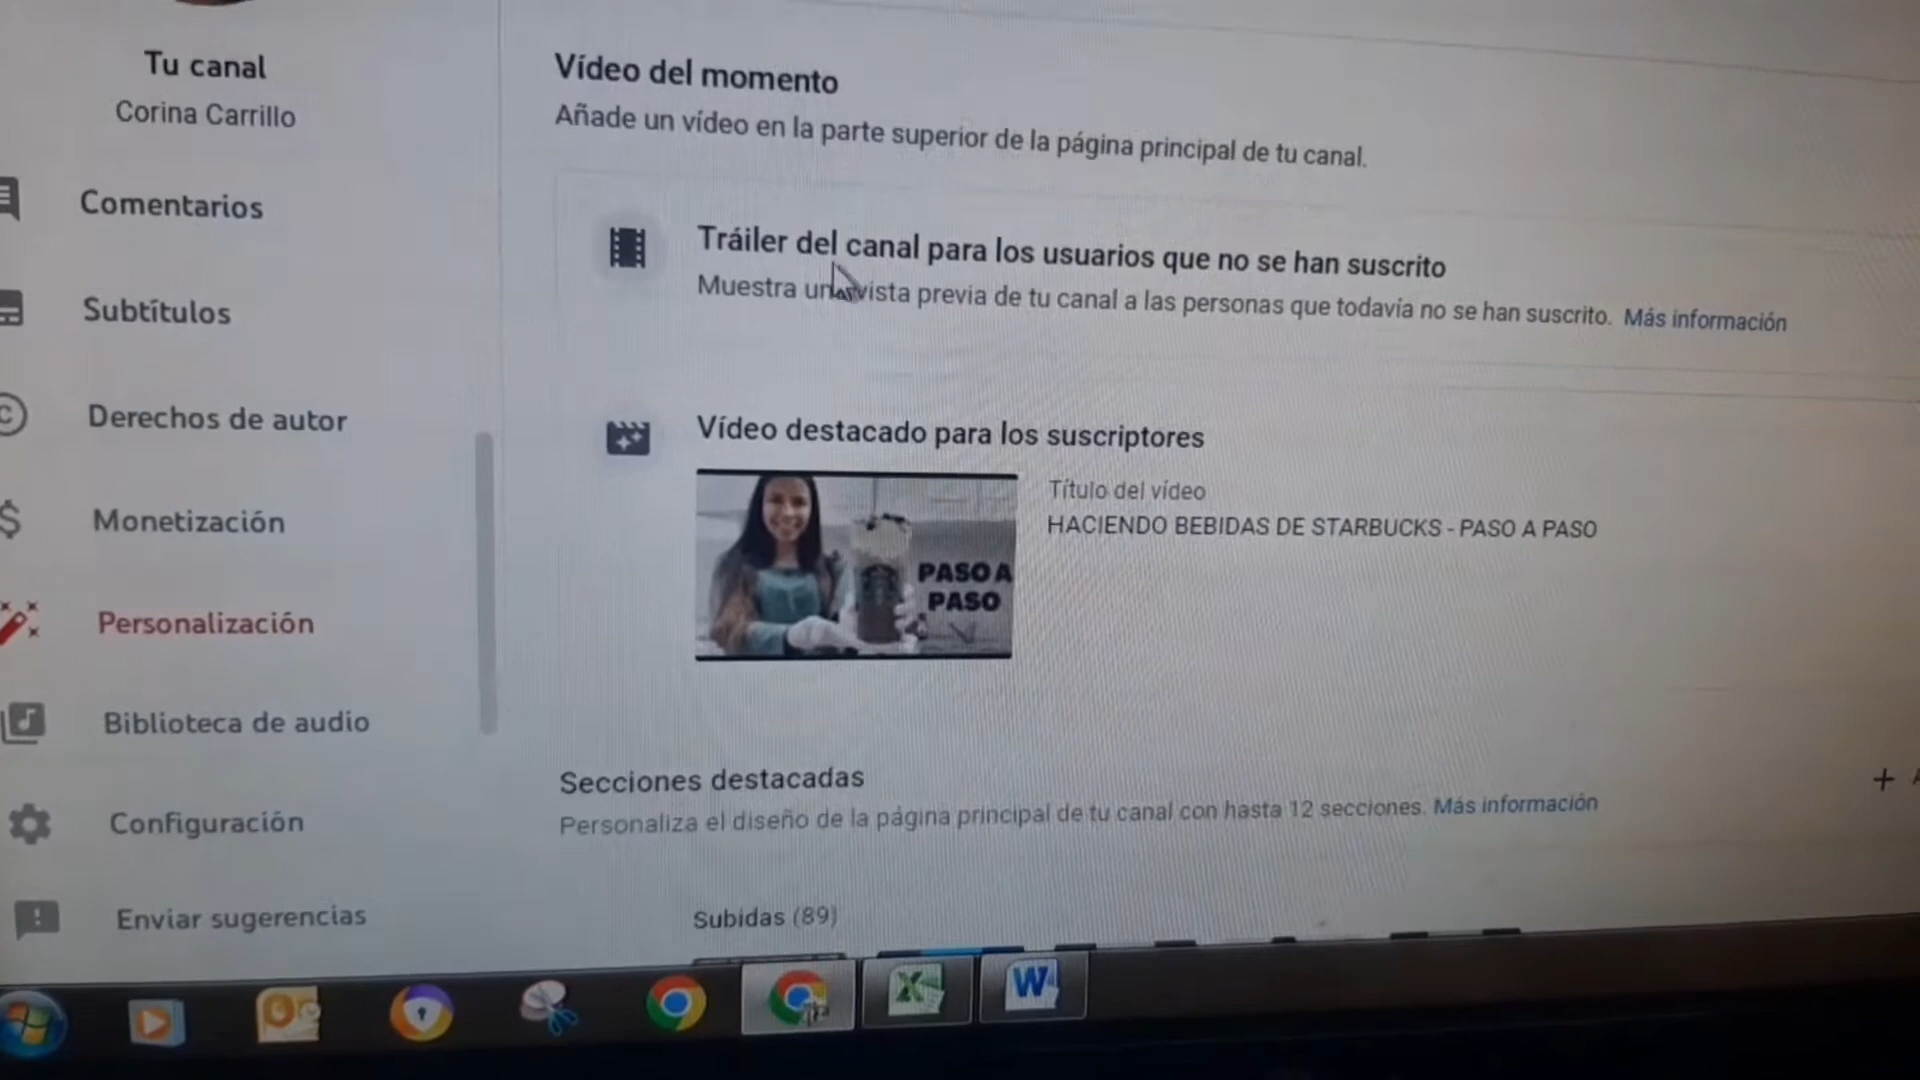 Tu canal
Corina Carrillo
Comentarios
Subtítulos
Derechos de autor
Monetización
Personalización
Biblioteca de audio
Configuración
Enviar sugerencias
Vídeo del momento
Añade un vídeo en la parte superior de la página principal de tu canal.
Tráiler del canal para los usuarios que no se han suscrito
Muestra una vista previa de tu canal a las personas que todavía no se han suscrito. Más información
Vídeo destacado para los suscriptores
PASO A
PASO
Título del vídeo
HACIENDO BEBIDAS DE STARBUCKS - PASO A PASO
Secciones destacadas
Personaliza el diseño de la página principal de tu canal con hasta 12 secciones. Más información
Subidas (89)